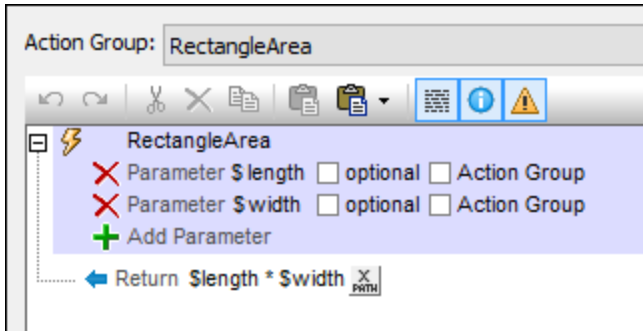 Action Group: RectangleArea
RectangleArea
Parameter $length optional Action Group
Parameter $width optional Action Group
Add Parameter
Return $length * $width X PATH